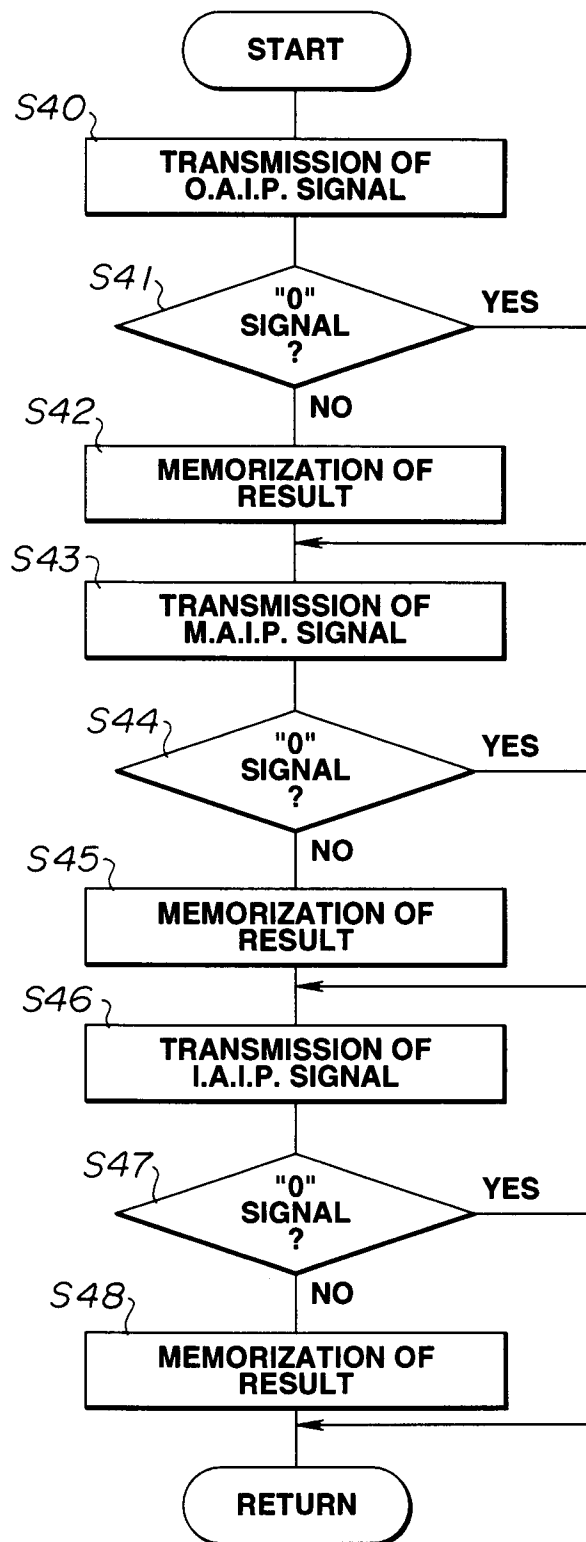 START
S40
TRANSMISSION OF
O.A.I.P. SIGNAL
S41
"0"
SIGNAL
?
YES
NO
S42
MEMORIZATION OF
RESULT
S43
TRANSMISSION OF
M.A.I.P. SIGNAL
S44
"0"
SIGNAL
?
YES
NO
S45
MEMORIZATION OF
RESULT
S46
TRANSMISSION OF
I.A.I.P. SIGNAL
S47
"0"
SIGNAL
?
YES
NO
S48
MEMORIZATION OF
RESULT
RETURN